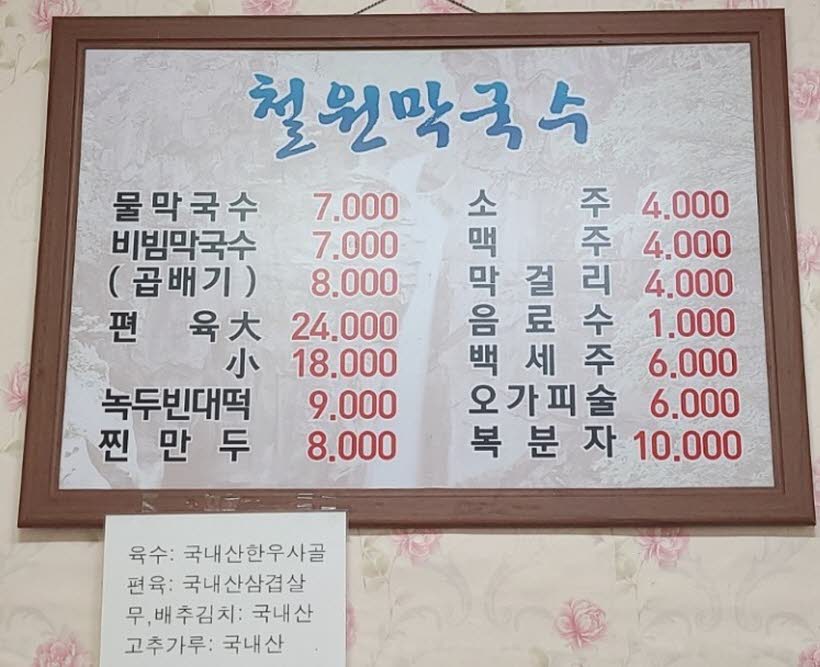 철원막국수
물막국수 7.000
비빔막국수 7.000
(곱배기) 8.000
편 육 大 24.000
小 18.000
녹두빈대떡 9.000
찐만두 8.000
소 주 4.000
맥 주 4.000
막걸리 4.000
음료수 1.000
백세주 6.000
오가피술 6.000
복분자 10.000
육수: 국내산한우사골
편육: 국내산삼겹살
무,배추김치: 국내산
고추가루: 국내산